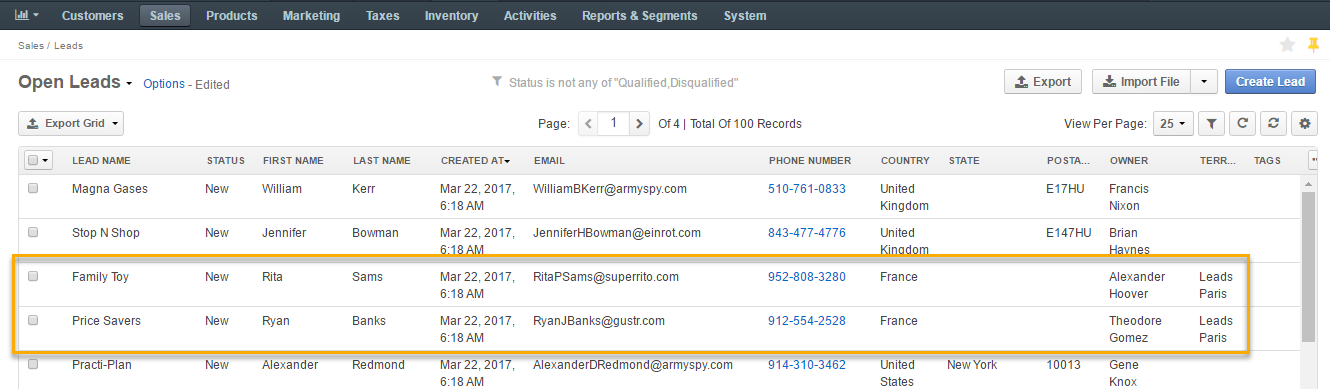 Customers Sales Products Marketing Taxes Inventory Activities Reports & Segments System
Sales / Leads
Open Leads Options - Edited Status is not any of "Qualified,Disqualified" Export Import File Create Lead
Export Grid Page: 1 Of 4 | Total Of 100 Records View Per Page: 25
LEAD NAME STATUS FIRST NAME LAST NAME CREATED AT EMAIL PHONE NUMBER COUNTRY STATE POSTA... OWNER TERR... TAGS
Magna Gases New William Kerr Mar 22, 2017, WilliamBKerr@armyspy.com 510-761-0833 United E17HU Francis
6:18 AM Kingdom Nixon
Stop N Shop New Jennifer Bowman Mar 22, 2017, JenniferHBowman@einrot.com 843-477-4776 United E147HU Brian
6:18 AM Kingdom Haynes
Family Toy New Rita Sams Mar 22, 2017, RitaPSams@superrito.com 952-808-3280 France Alexander Leads
6:18 AM Hoover Paris
Price Savers New Ryan Banks Mar 22, 2017, RyanJBanks@gustr.com 912-554-2528 France Theodore Leads
6:18 AM Gomez Paris
Practi-Plan New Alexander Redmond Mar 22, 2017, AlexanderDRedmond@armyspy.com 914-310-3462 United New York 10013 Gene
6:18 AM States Knox